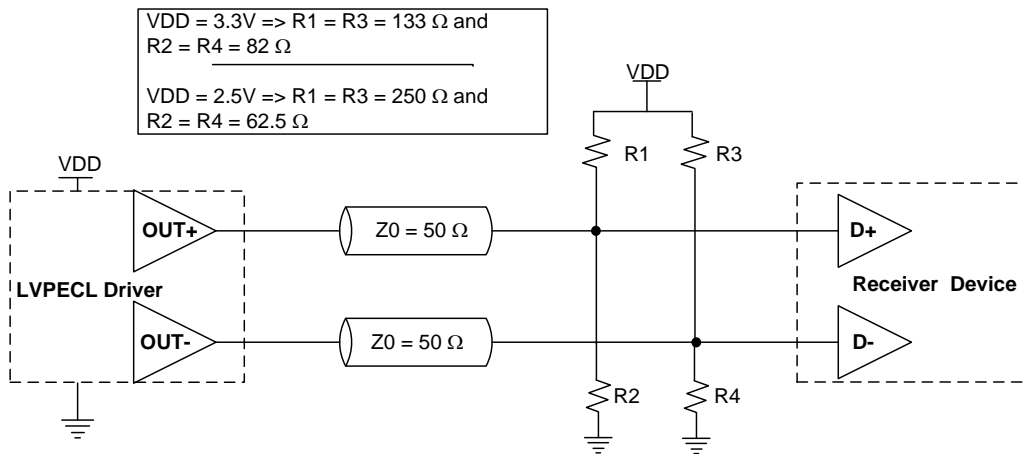 VDD = 3.3V => R1 = R3 = 133 Ω and
R2 = R4 = 82 Ω
VDD = 2.5V => R1 = R3 = 250 Ω and
R2 = R4 = 62.5 Ω
VDD
VDD
R1
R3
OUT+
Z0 = 50 Ω
D+
LVPECL Driver
Receiver Device
OUT-
Z0 = 50 Ω
D-
R2
R4